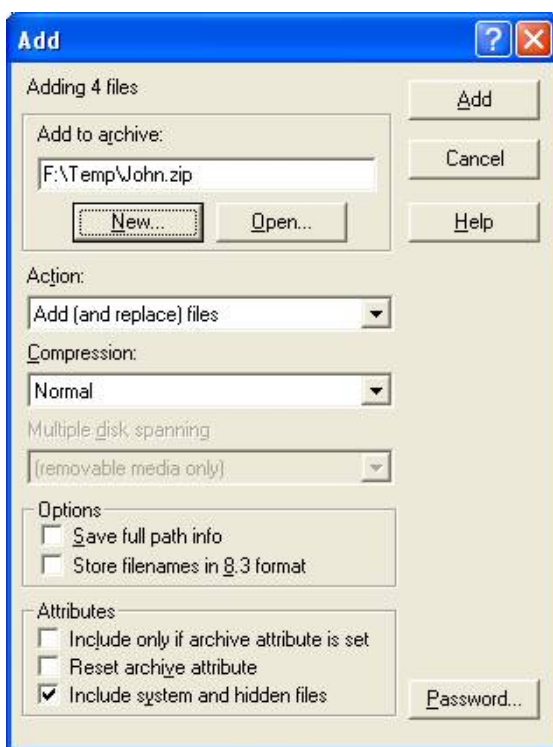 Add
Adding 4 files
Add
Add to archive:
F:\Temp\John.zip
Cancel
New...
Open...
Help
Action:
Add (and replace) files
Compression:
Normal
Multiple disk spanning
(removable media only)
Options
Save full path info
Store filenames in 8.3 format
Attributes
Include only if archive attribute is set
Reset archive attribute
Include system and hidden files
Password...